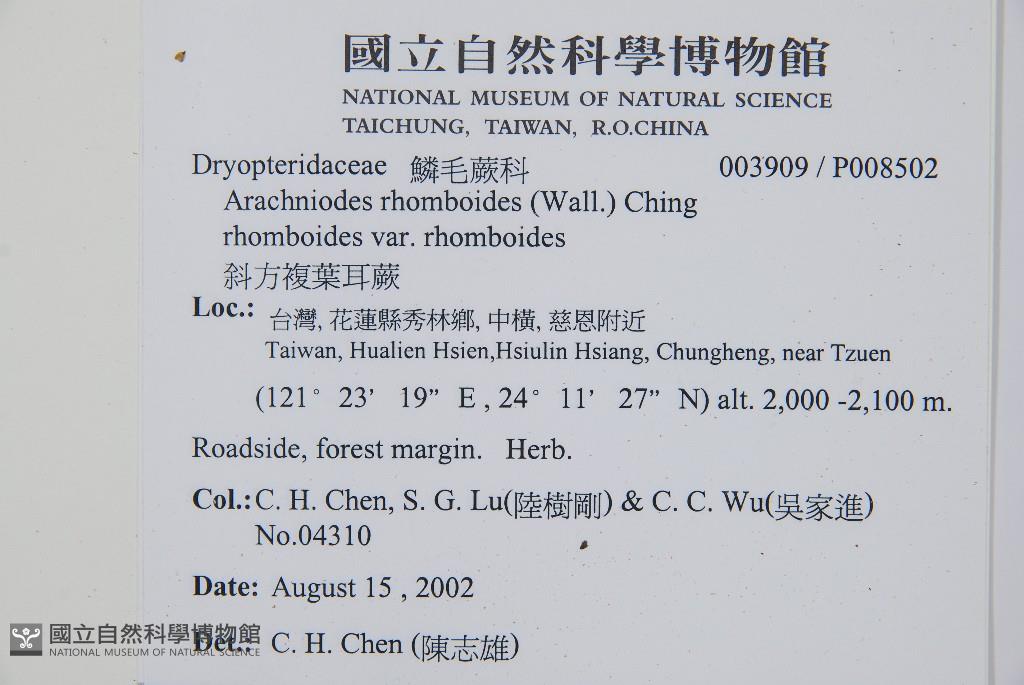 國立自然科學博物館
NATIONAL MUSEUM OF NATURAL SCIENCE
TAICHUNG, TAIWAN, R.O.CHINA
Dryopteridaceae 鱗毛蕨科 003909 / P008502
Arachniodes rhomboides (Wall.) Ching
rhomboides var. rhomboides
斜方複葉耳蕨
Loc.: 台灣, 花蓮縣秀林鄉, 中橫, 慈恩附近
Taiwan, Hualien Hsien,Hsiulin Hsiang, Chungheng, near Tzuen
(121° 23’ 19” E , 24° 11’ 27” N) alt. 2,000 -2,100 m.
Roadside, forest margin. Herb.
Col.: C. H. Chen, S. G. Lu(陸樹剛) & C. C. Wu(吳家進)
No.04310
Date: August 15 , 2002
Det.: C. H. Chen (陳志雄)
國立自然科學博物館
NATIONAL MUSEUM OF NATURAL SCIENCE